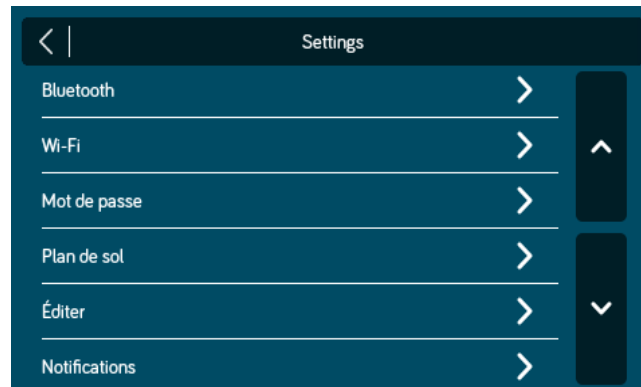 Settings
Bluetooth
Wi-Fi
Mot de passe
Plan de sol
Éditer
Notifications